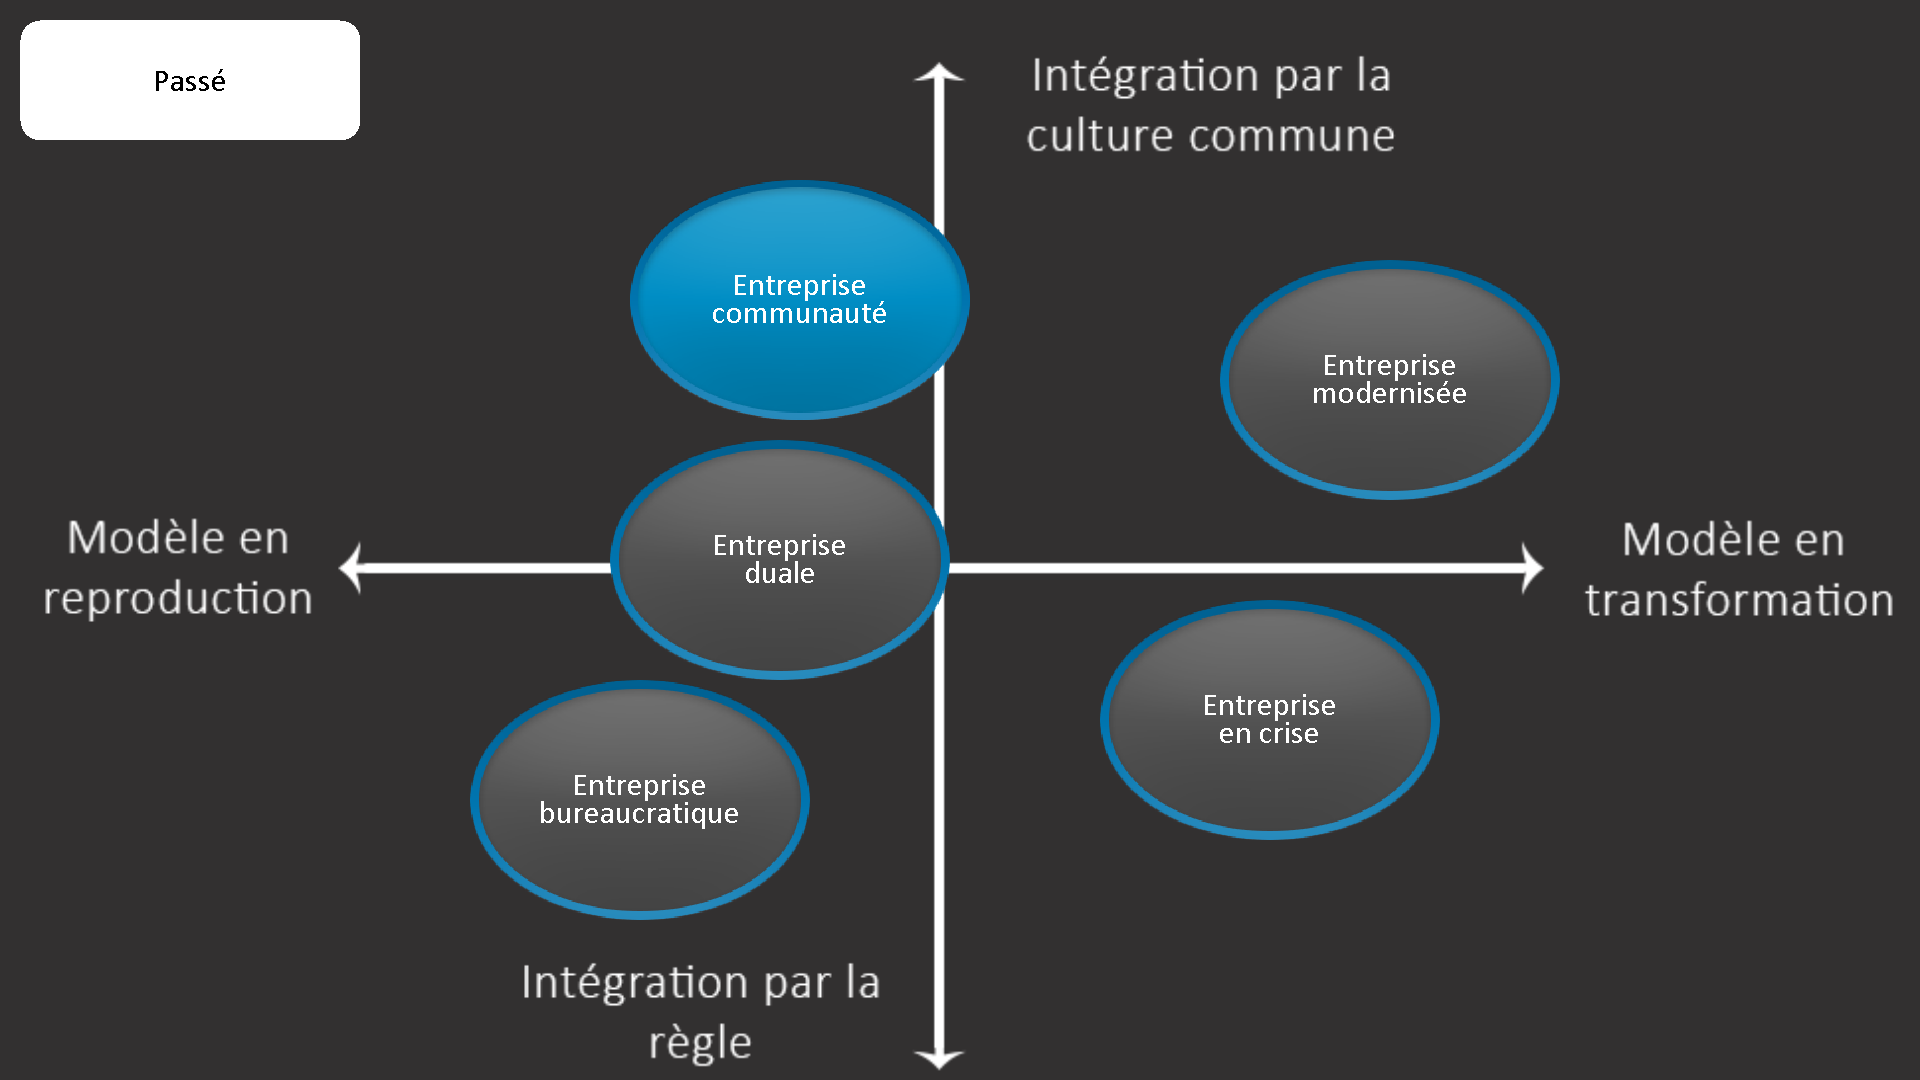 Passé
Intégration par la
culture commune
Entreprise
communauté
Entreprise
modernisée
Modèle en
reproduction
Entreprise
duale
Modèle en
transformation
Entreprise
en crise
Entreprise
bureaucratique
Intégration par la
règle